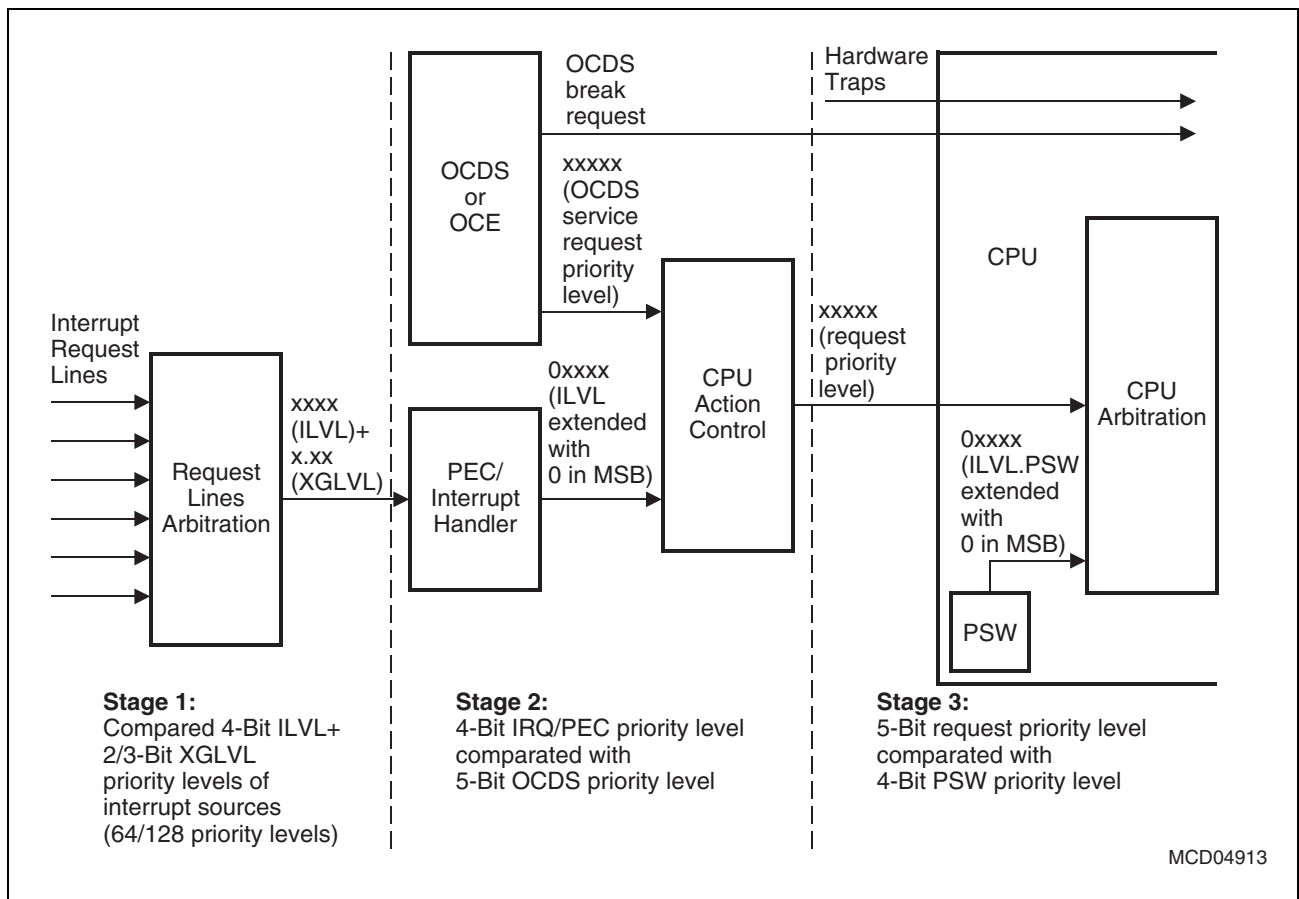 OCDS
or
OCE
OCDS
break
request
xxxxx
(OCDS
service
request
priority
level)
Hardware
Traps
CPU
Interrupt
Request
Lines
Request
Lines
Arbitration
xxxx
(ILVL)+
x.xx
(XGLVL)
PEC/
Interrupt
Handler
0xxxx
(ILVL
extended
with
0 in MSB)
CPU
Action
Control
xxxxx
(request
priority
level)
0xxxx
(ILVL.PSW
extended
with
0 in MSB)
PSW
CPU
Arbitration
Stage 1:
Compared 4-Bit ILVL+
2/3-Bit XGLVL
priority levels of
interrupt sources
(64/128 priority levels)
Stage 2:
4-Bit IRQ/PEC priority level
comparated with
5-Bit OCDS priority level
Stage 3:
5-Bit request priority level
comparated with
4-Bit PSW priority level
MCD04913